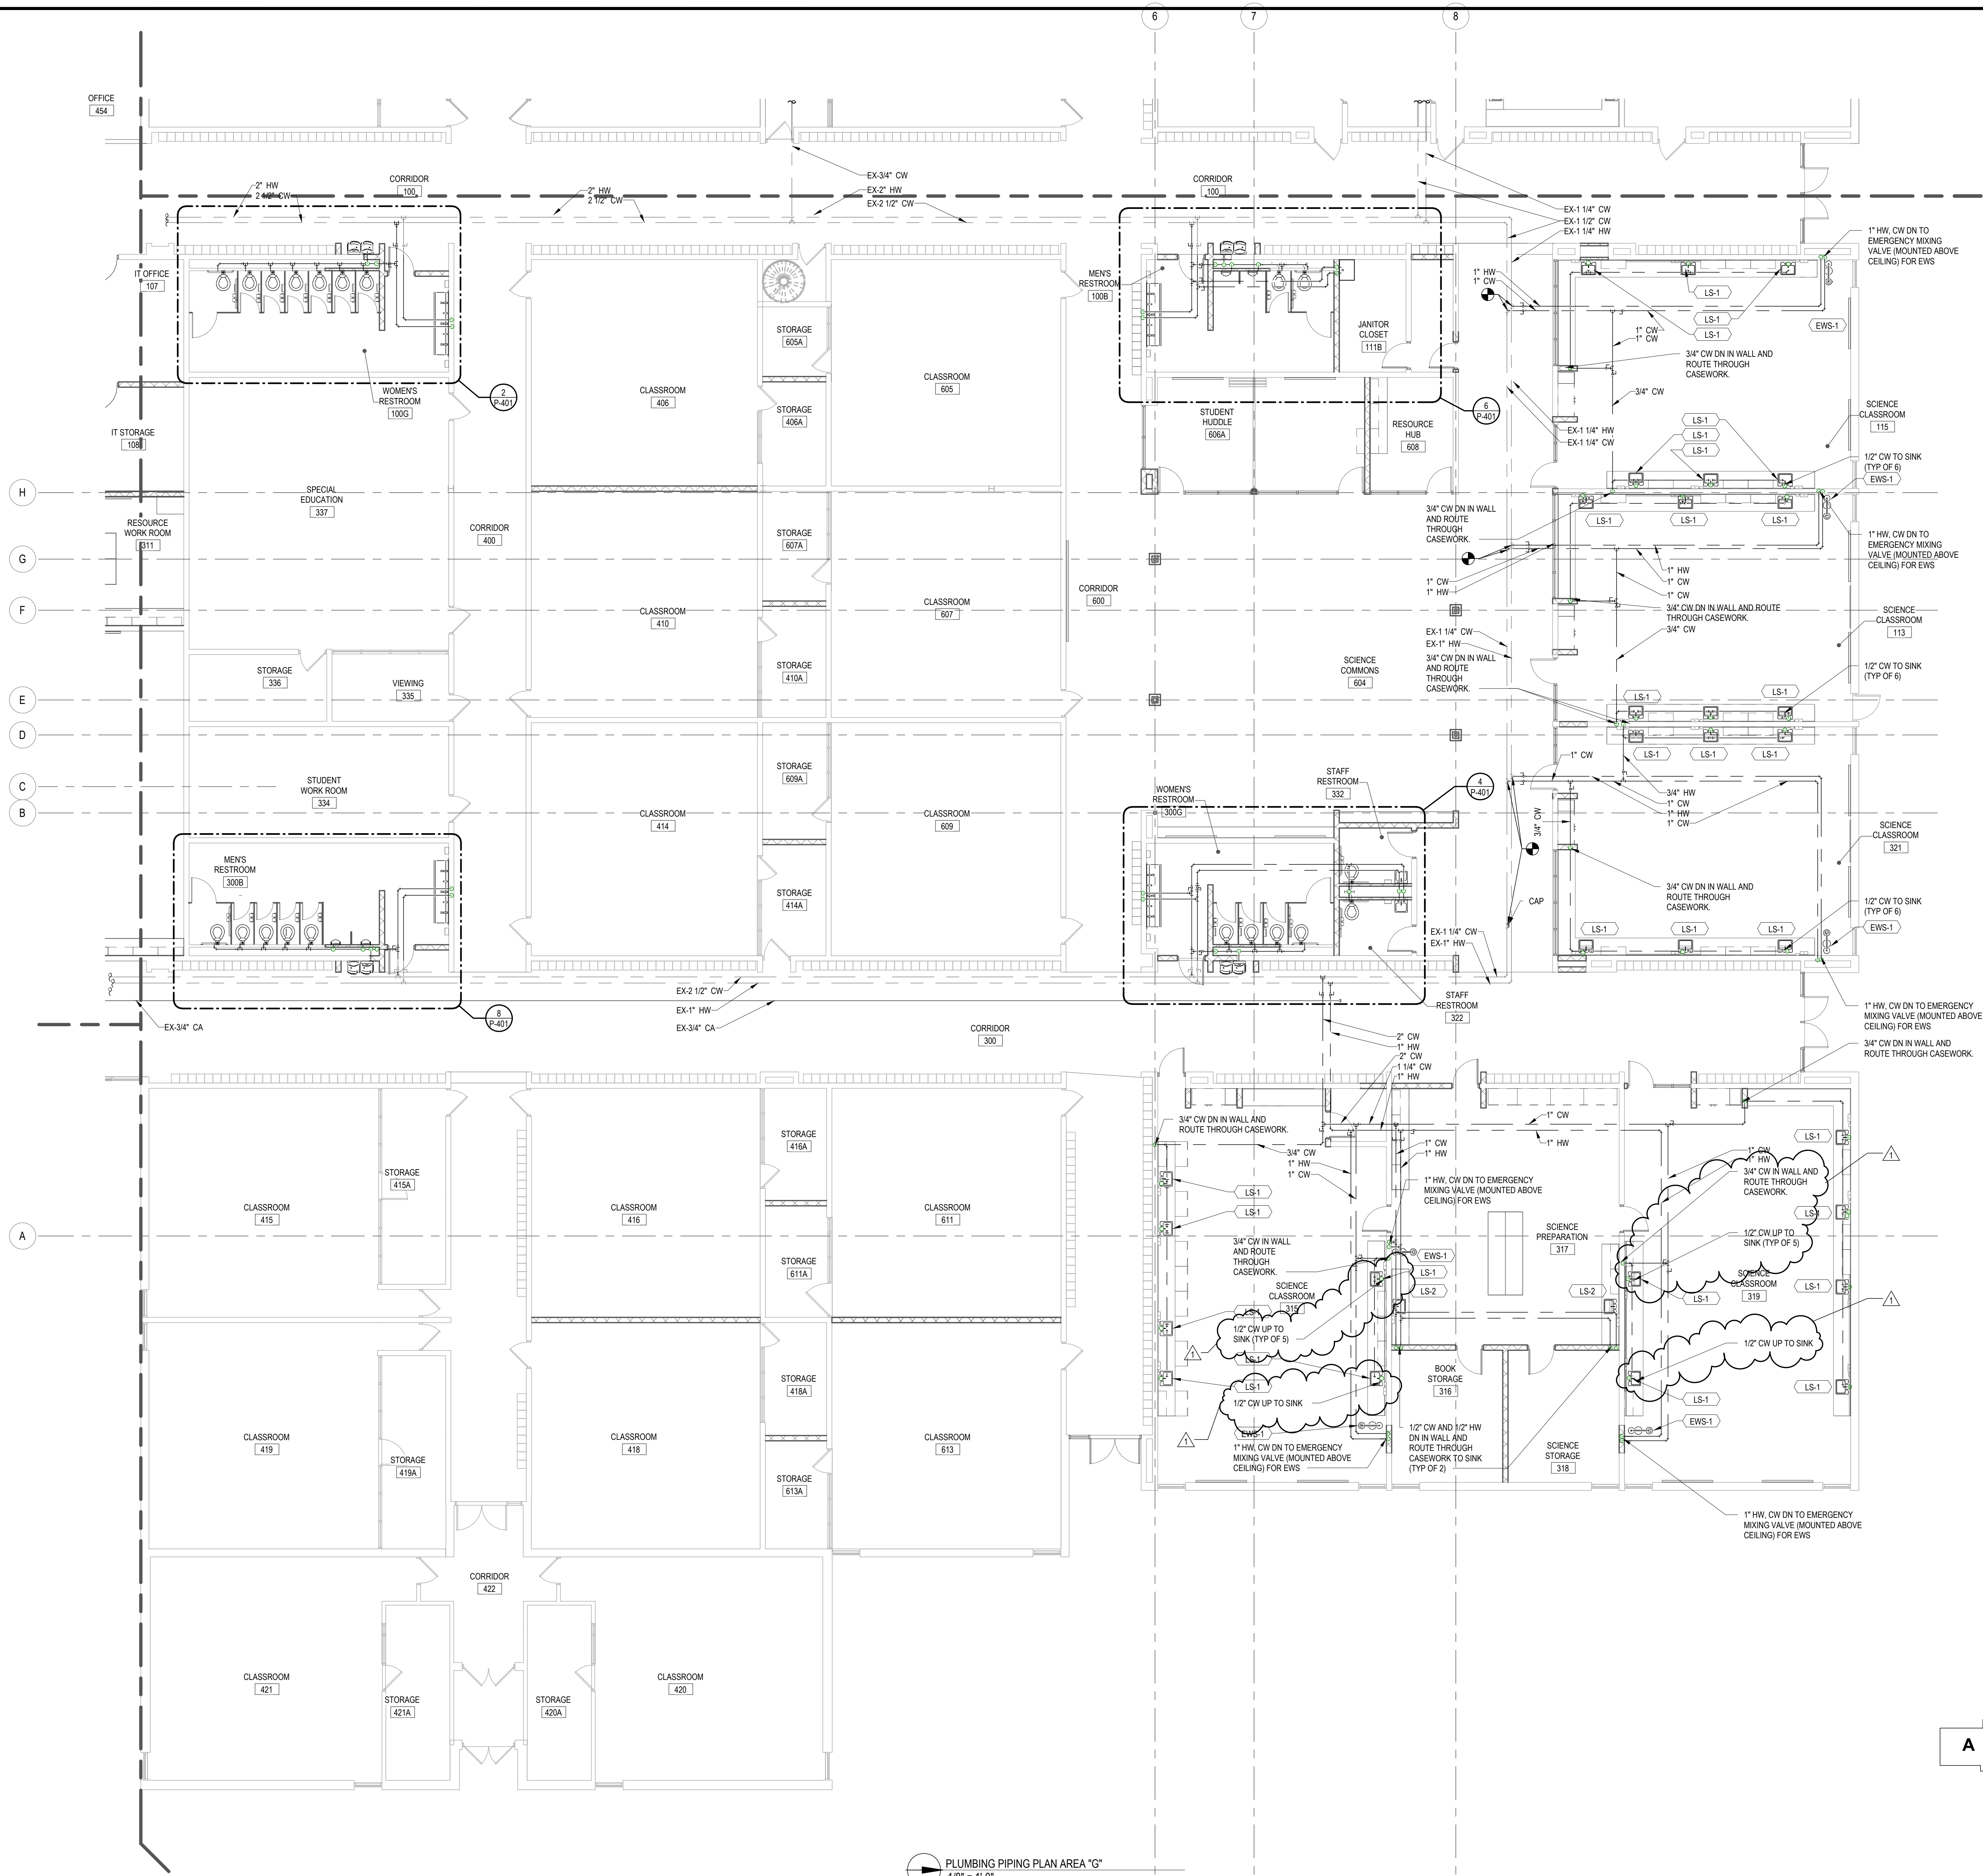 6
7
8
OFFICE
454
CORRIDOR
100
2" HW
2 1/2" CW
2" HW
2 1/2" CW
EX-3/4" CW
EX-2" HW
EX-2 1/2" CW
CORRIDOR
100
EX-1 1/4" CW
EX-1 1/2" CW
EX-1 1/4" HW
1" HW, CW DN TO
EMERGENCY MIXING
VALVE (MOUNTED ABOVE
CEILING) FOR EWS
IT OFFICE
107
MEN'S
RESTROOM
100B
1" HW
1" CW
LS-1
LS-1
LS-1
EWS-1
1" CW
1" CW
STORAGE
605A
JANITOR
CLOSET
111B
3/4" CW DN IN WALL AND
ROUTE THROUGH
CASEWORK.
WOMEN'S
RESTROOM
100G
2
P-401
CLASSROOM
406
CLASSROOM
605
STORAGE
406A
STUDENT
HUDDLE
606A
RESOURCE
HUB
608
6
P-401
3/4" CW
EX-1 1/4" HW
EX-1 1/4" CW
SCIENCE
CLASSROOM
115
LS-1
LS-1
LS-1
1/2" CW TO SINK
(TYP OF 6)
EWS-1
IT STORAGE
108
H
SPECIAL
EDUCATION
337
RESOURCE
WORK ROOM
311
CORRIDOR
400
STORAGE
607A
3/4" CW DN IN WALL
AND ROUTE
THROUGH
CASEWORK.
LS-1
LS-1
LS-1
1" HW, CW DN TO
EMERGENCY MIXING
VALVE (MOUNTED ABOVE
CEILING) FOR EWS
G
1" CW
1" HW
1" HW
1" CW
1" CW
CORRIDOR
600
F
CLASSROOM
410
CLASSROOM
607
3/4" CW DN IN WALL AND ROUTE
THROUGH CASEWORK.
3/4" CW
SCIENCE
CLASSROOM
113
EX-1 1/4" CW
EX-1" HW
3/4" CW DN IN WALL
AND ROUTE
THROUGH
CASEWORK.
STORAGE
336
VIEWING
335
STORAGE
410A
SCIENCE
COMMONS
604
1/2" CW TO SINK
(TYP OF 6)
E
LS-1
LS-1
D
LS-1
LS-1
LS-1
1" CW
STORAGE
609A
STAFF
RESTROOM
332
4
P-401
C
STUDENT
WORK ROOM
334
WOMEN'S
RESTROOM
300G
3/4" HW
1" CW
1" HW
1" CW
B
CLASSROOM
414
CLASSROOM
609
3/4" CW
SCIENCE
CLASSROOM
321
MEN'S
RESTROOM
300B
STORAGE
414A
CAP
3/4" CW DN IN WALL AND
ROUTE THROUGH
CASEWORK.
1/2" CW TO SINK
(TYP OF 6)
EX-1 1/4" CW
EX-1" HW
LS-1
LS-1
LS-1
EWS-1
EX-2 1/2" CW
EX-1" HW
EX-3/4" CA
8
P-401
EX-3/4" CA
STAFF
RESTROOM
322
1" HW, CW DN TO EMERGENCY
MIXING VALVE (MOUNTED ABOVE
CEILING) FOR EWS
CORRIDOR
300
2" CW
1" HW
2" CW
1 1/4" CW
1" HW
3/4" CW DN IN WALL AND
ROUTE THROUGH CASEWORK.
3/4" CW DN IN WALL AND
ROUTE THROUGH CASEWORK.
1" CW
1" HW
STORAGE
416A
3/4" CW
1" HW
1" CW
1" CW
1" HW
LS-1
1" CW
1" HW
3/4" CW IN WALL AND
ROUTE THROUGH
CASEWORK.
1
STORAGE
415A
1" HW, CW DN TO EMERGENCY
MIXING VALVE (MOUNTED ABOVE
CEILING) FOR EWS
LS-1
LS-1
LS-1
A
CLASSROOM
415
CLASSROOM
416
CLASSROOM
611
SCIENCE
PREPARATION
317
1/2" CW UP TO
SINK (TYP OF 5)
3/4" CW IN WALL
AND ROUTE
THROUGH
CASEWORK.
EWS-1
LS-1
LS-2
LS-2
STORAGE
611A
SCIENCE
CLASSROOM
315
SCIENCE
CLASSROOM
319
LS-1
LS-1
1
LS-1
1/2" CW UP TO
SINK (TYP OF 5)
1
LS-1
1/2" CW UP TO SINK
STORAGE
418A
BOOK
STORAGE
316
LS-1
1/2" CW UP TO SINK
LS-1
LS-1
EWS-1
EWS-1
1
CLASSROOM
419
STORAGE
419A
CLASSROOM
418
CLASSROOM
613
STORAGE
613A
1" HW, CW DN TO EMERGENCY
MIXING VALVE (MOUNTED ABOVE
CEILING) FOR EWS
1/2" CW AND 1/2" HW
DN IN WALL AND
ROUTE THROUGH
CASEWORK TO SINK
(TYP OF 2)
SCIENCE
STORAGE
318
1" HW, CW DN TO EMERGENCY
MIXING VALVE (MOUNTED ABOVE
CEILING) FOR EWS
CORRIDOR
422
CLASSROOM
421
STORAGE
421A
STORAGE
420A
CLASSROOM
420
A
PLUMBING PIPING PLAN AREA "G"